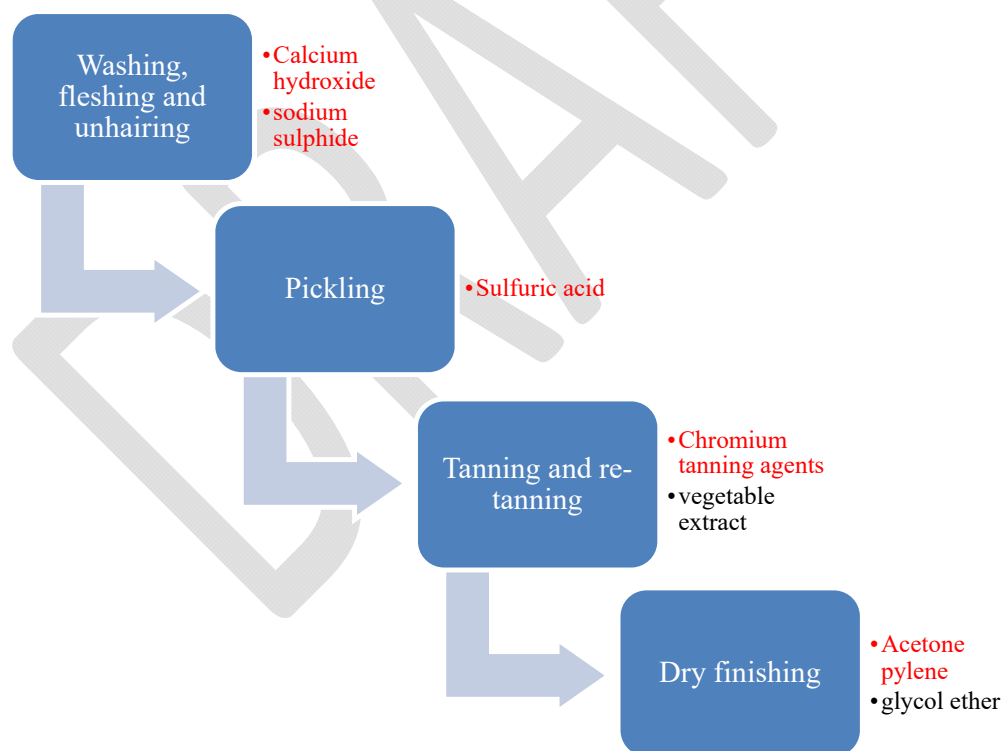 Washing,
fleshing and
unhairing
•Calcium
hydroxide
•sodium
sulphide
Pickling
•Sulfuric acid
Tanning and re-
tanning
•Chromium
tanning agents
•vegetable
extract
Dry finishing
•Acetone
pylene
•glycol ether